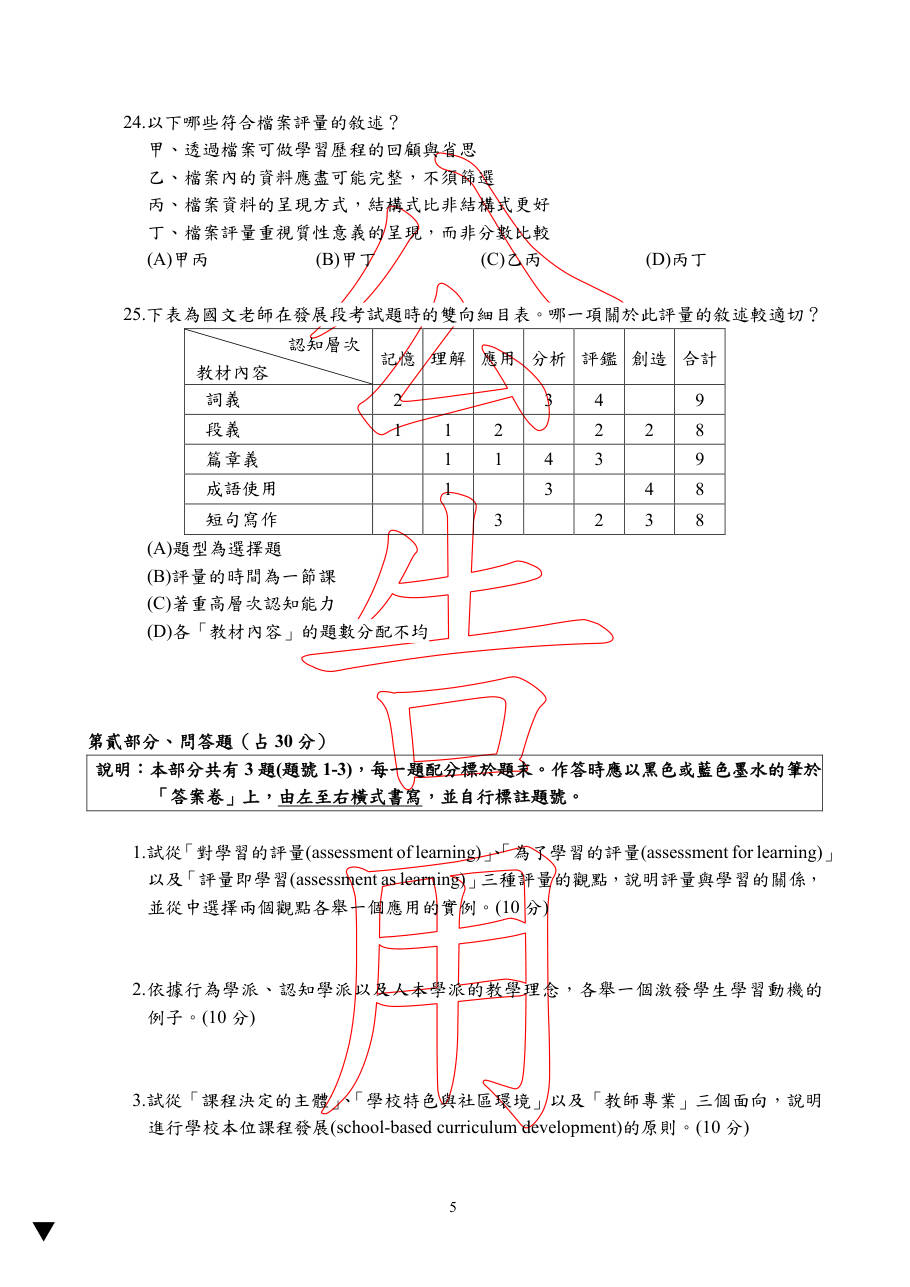 24.以下哪些符合檔案評量的敘述？
甲、透過檔案可做學習歷程的回顧與省思
乙、檔案內的資料應盡可能完整，不須篩選
丙、檔案資料的呈現方式，結構式比非結構式更好
丁、檔案評量重視質性意義的呈現，而非分數比較
(A)甲丙 (B)甲丁 (C)乙丙 (D)丙丁
25.下表為國文老師在發展段考試題時的雙向細目表。哪一項關於此評量的敘述較適切？
認知層次 教材內容 記憶 理解 應用 分析 評鑑 創造 合計
詞義 2 3 4 9
段義 1 1 2 2 2 8
篇章義 1 1 4 3 9
成語使用 1 3 4 8
短句寫作 3 2 3 8
(A)題型為選擇題
(B)評量的時間為一節課
(C)著重高層次認知能力
(D)各「教材內容」的題數分配不均
第貳部分、問答題（占 30 分）
說明：本部分共有 3 題(題號 1-3)，每一題配分標於題末。作答時應以黑色或藍色墨水的筆於
「答案卷」上，由左至右橫式書寫，並自行標註題號。
1.試從「對學習的評量(assessment of learning)」、「為了學習的評量(assessment for learning)」
以及「評量即學習(assessment as learning)」三種評量的觀點，說明評量與學習的關係，
並從中選擇兩個觀點各舉一個應用的實例。(10 分)
2.依據行為學派、認知學派以及人本學派的教學理念，各舉一個激發學生學習動機的
例子。(10 分)
3.試從「課程決定的主體」、「學校特色與社區環境」以及「教師專業」三個面向，說明
進行學校本位課程發展(school-based curriculum development)的原則。(10 分)
5
公告用